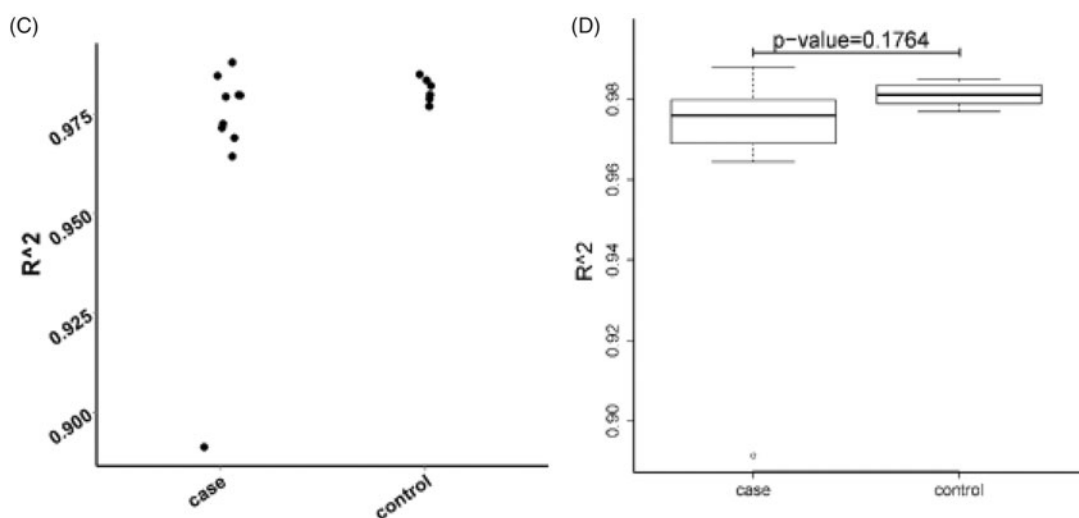 (C)
R^2
0.975
0.950
0.925
0.900
case
control
(D)
p-value=0.1764
R^2
0.98
0.96
0.94
0.92
0.90
case
control